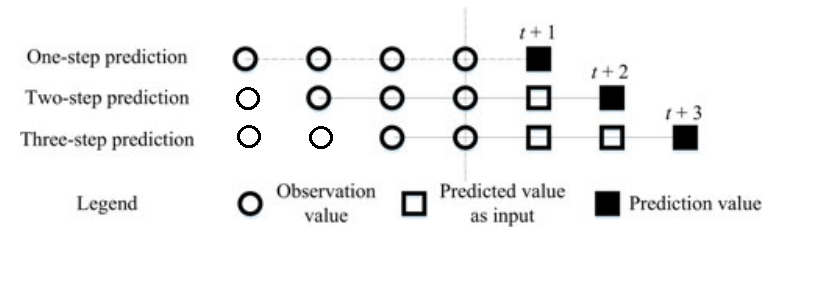 t + 1
One-step prediction
t + 2
Two-step prediction
t + 3
Three-step prediction
Legend
Observation
value
Predicted value
as input
Prediction value